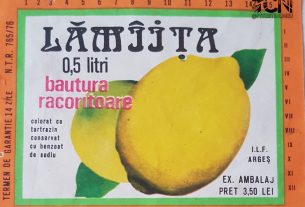 LĂMÎIȚA
0,5 litri
bautura
racoritoare
colorat cu
tartrazin
conservat
cu benzoat
de sodiu
I.L.F.
ARGEȘ
EX. AMBALAJ
PRET 3,50 LEI
TERMEN DE GARANTIE 14 ZILE
N.T.R. 765/76